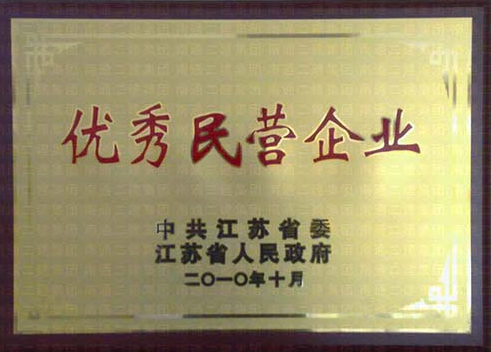 优秀民营企业
中共江苏省委
江苏省人民政府
二〇一〇年十月